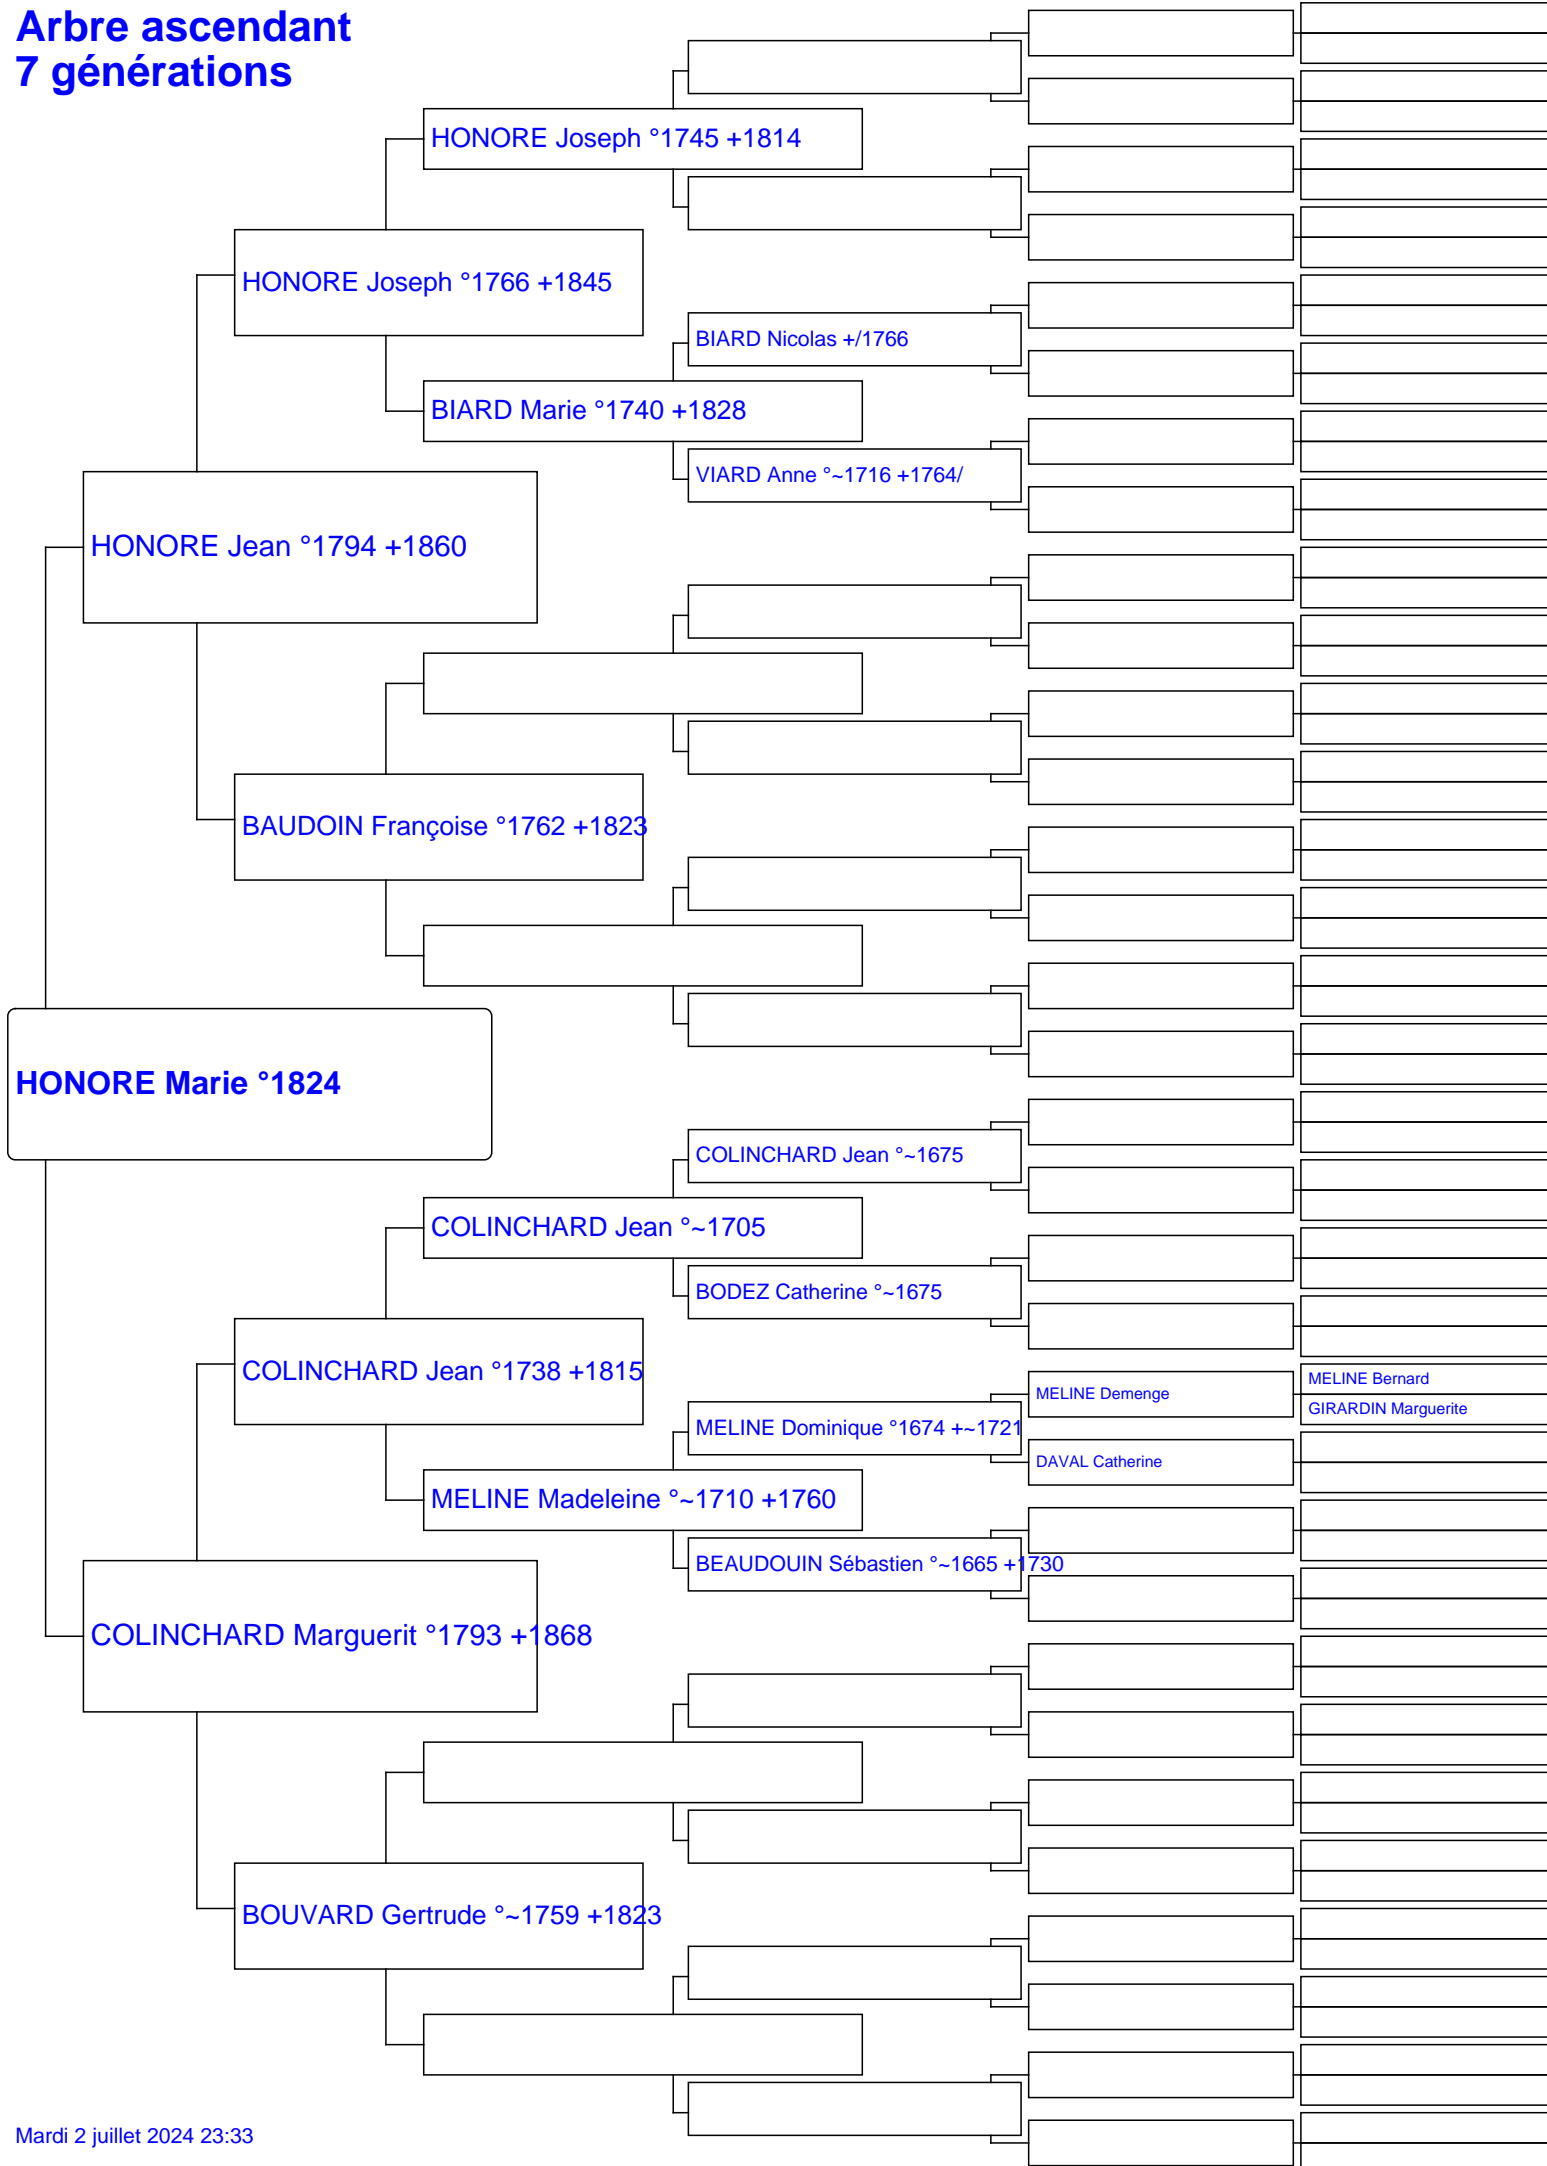 Arbre ascendant
7 générations
HONORE Joseph °1745 +1814
HONORE Joseph °1766 +1845
BIARD Nicolas +/1766
BIARD Marie °1740 +1828
VIARD Anne °~1716 +1764/
HONORE Jean °1794 +1860
BAUDOIN Françoise °1762 +1823
HONORE Marie °1824
COLINCHARD Jean °~1675
COLINCHARD Jean °~1705
BODEZ Catherine °~1675
COLINCHARD Jean °1738 +1815
MELINE Bernard
MELINE Demenge
GIRARDIN Marguerite
MELINE Dominique °1674 +~1721
DAVAL Catherine
MELINE Madeleine °~1710 +1760
BEAUDOUIN Sébastien °~1665 +1730
COLINCHARD Marguerit °1793 +1868
BOUVARD Gertrude °~1759 +1823
Mardi 2 juillet 2024 23:33